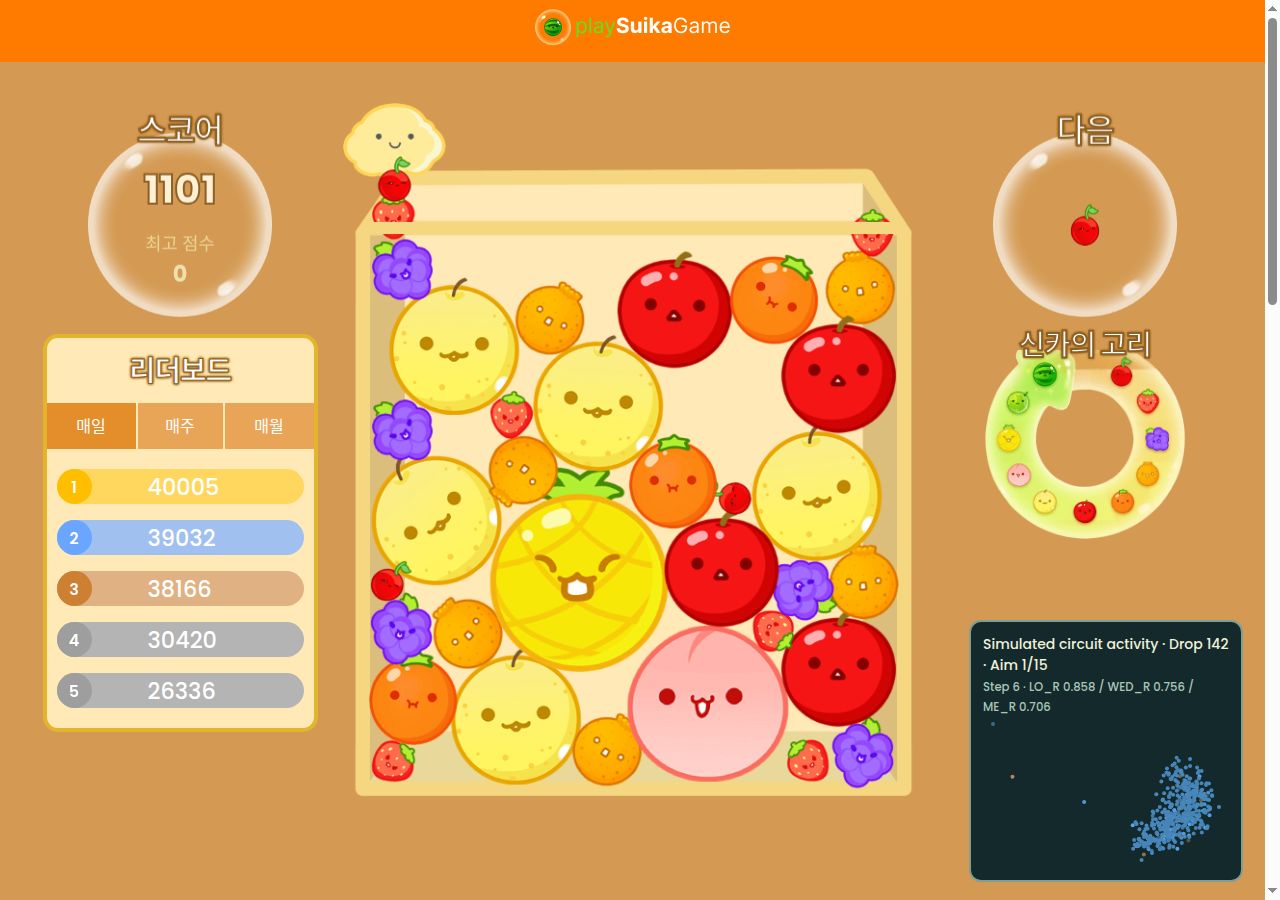 playSuikaGame
스코어
1101
최고 점수
0
리더보드
매일 매주 매월
1 40005
2 39032
3 38166
4 30420
5 26336
다음
신카의 고리
Simulated circuit activity · Drop 142
· Aim 1/15
Step 6 · LO_R 0.858 / WED_R 0.756 /
ME_R 0.706